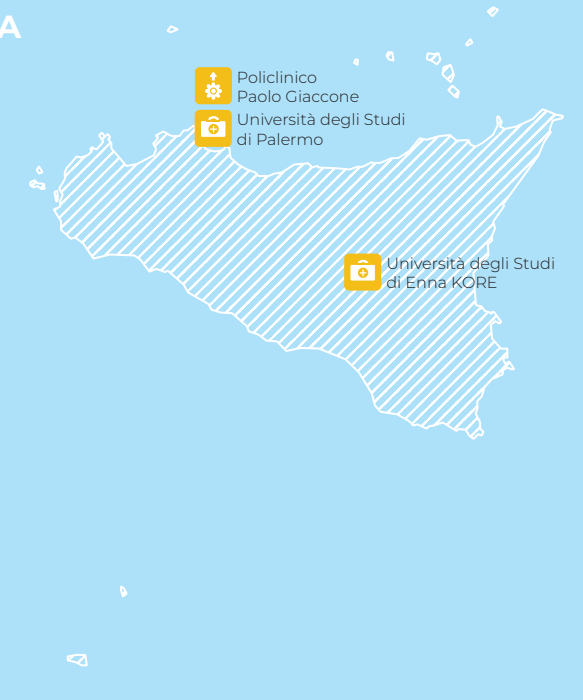 A
Policlinico
Paolo Giaccone
Università degli Studi
di Palermo
Università degli Studi
di Enna KORE